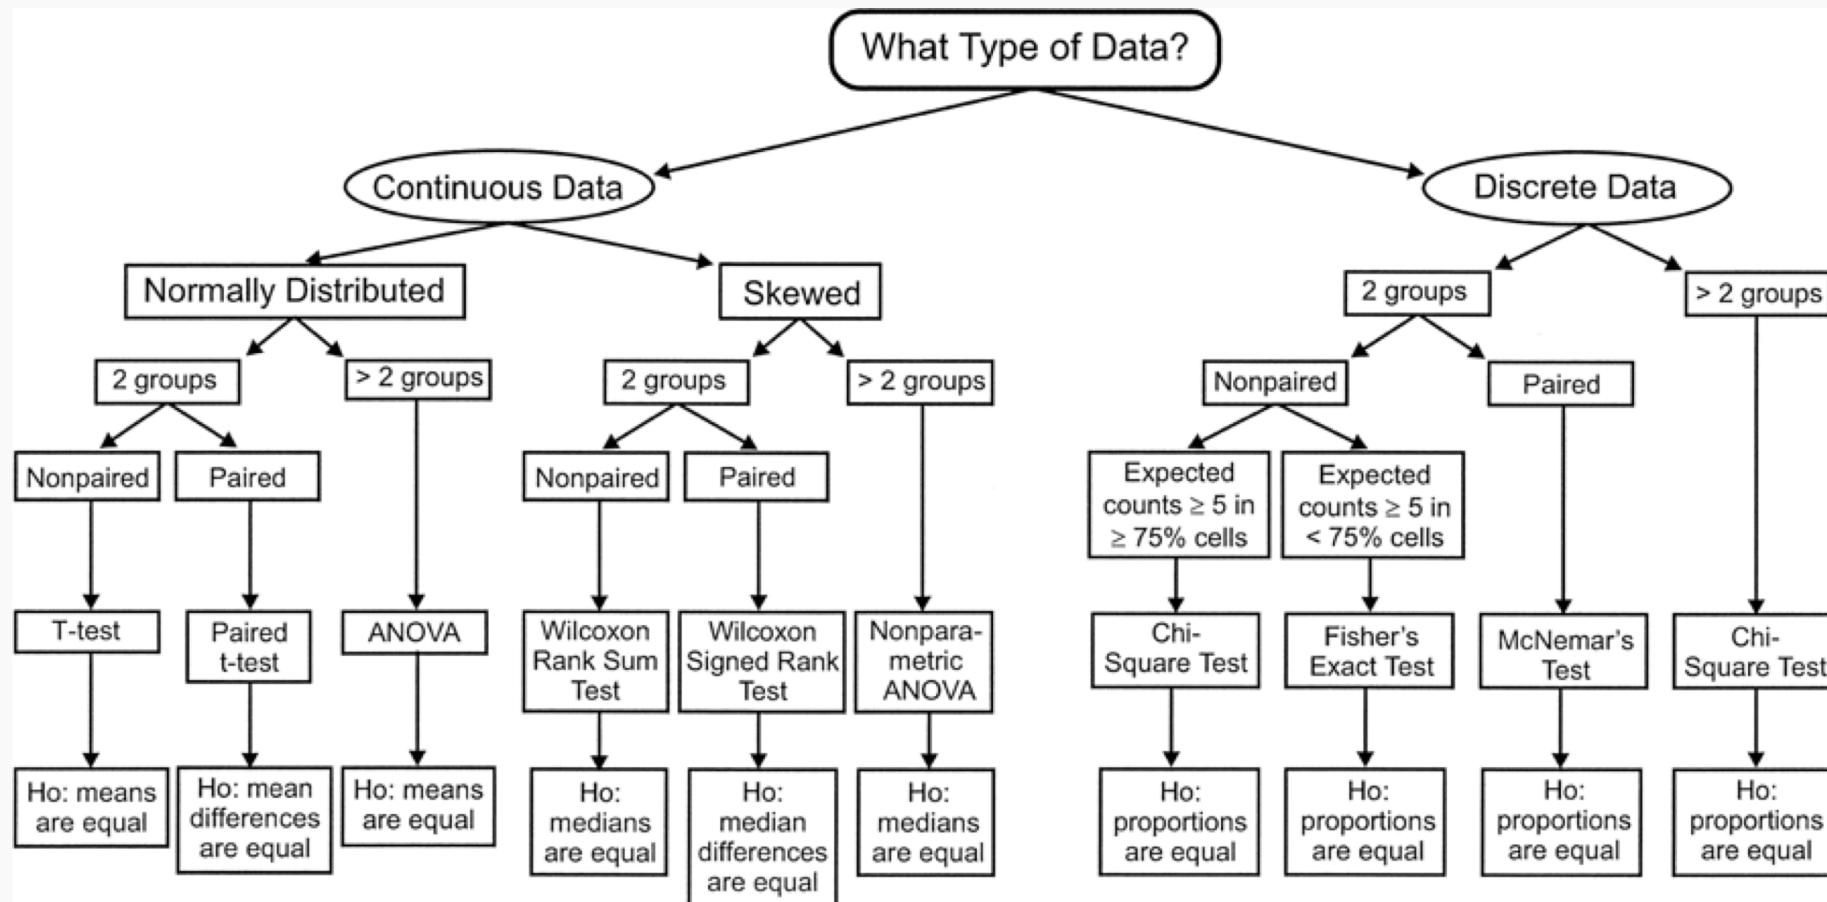 What Type of Data?
Continuous Data
Discrete Data
Normally Distributed
Skewed
2 groups
> 2 groups
2 groups
> 2 groups
2 groups
> 2 groups
Nonpaired
Paired
Nonpaired
Paired
Nonpaired
Paired
Expected
counts ≥ 5 in
≥ 75% cells
Expected
counts ≥ 5 in
< 75% cells
T-test
Paired
t-test
ANOVA
Wilcoxon
Rank Sum
Test
Wilcoxon
Signed Rank
Test
Nonpara-
metric
ANOVA
Chi-
Square Test
Fisher's
Exact Test
McNemar's
Test
Chi-
Square Test
Ho: means
are equal
Ho: mean
differences
are equal
Ho: means
are equal
Ho:
medians
are equal
Ho:
median
differences
are equal
Ho:
medians
are equal
Ho:
proportions
are equal
Ho:
proportions
are equal
Ho:
proportions
are equal
Ho:
proportions
are equal